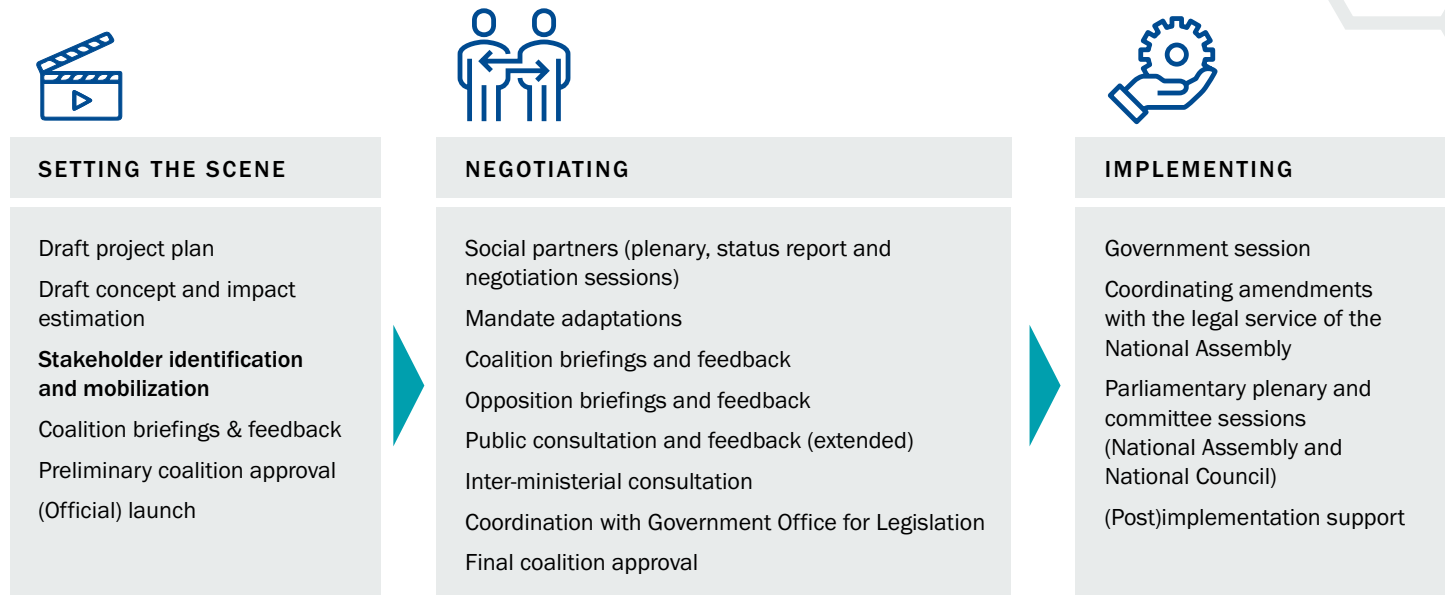 SETTING THE SCENE
Draft project plan
Draft concept and impact
estimation
Stakeholder identification
and mobilization
Coalition briefings & feedback
Preliminary coalition approval
(Official) launch
NEGOTIATING
Social partners (plenary, status report and
negotiation sessions)
Mandate adaptations
Coalition briefings and feedback
Opposition briefings and feedback
Public consultation and feedback (extended)
Inter-ministerial consultation
Coordination with Government Office for Legislation
Final coalition approval
IMPLEMENTING
Government session
Coordinating amendments
with the legal service of the
National Assembly
Parliamentary plenary and
committee sessions
(National Assembly and
National Council)
(Post)implementation support